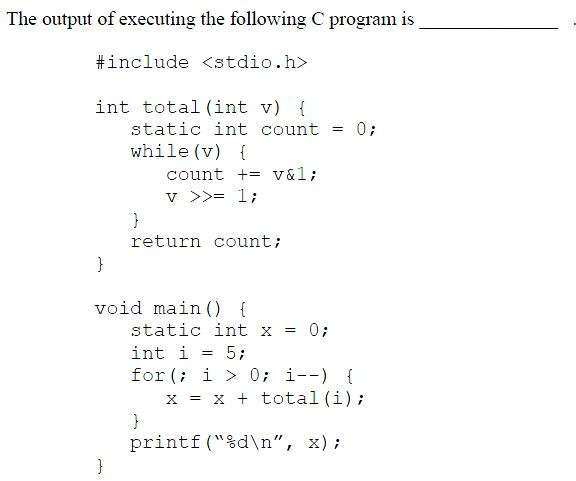 The output of executing the following C program is _______________ .
#include <stdio.h>
int total(int v) {
static int count = 0;
while(v) {
count += v&1;
v >>= 1;
}
return count;
}
void main() {
static int x = 0;
int i = 5;
for(; i > 0; i--) {
x = x + total(i);
}
printf(“%d\n”, x);
}